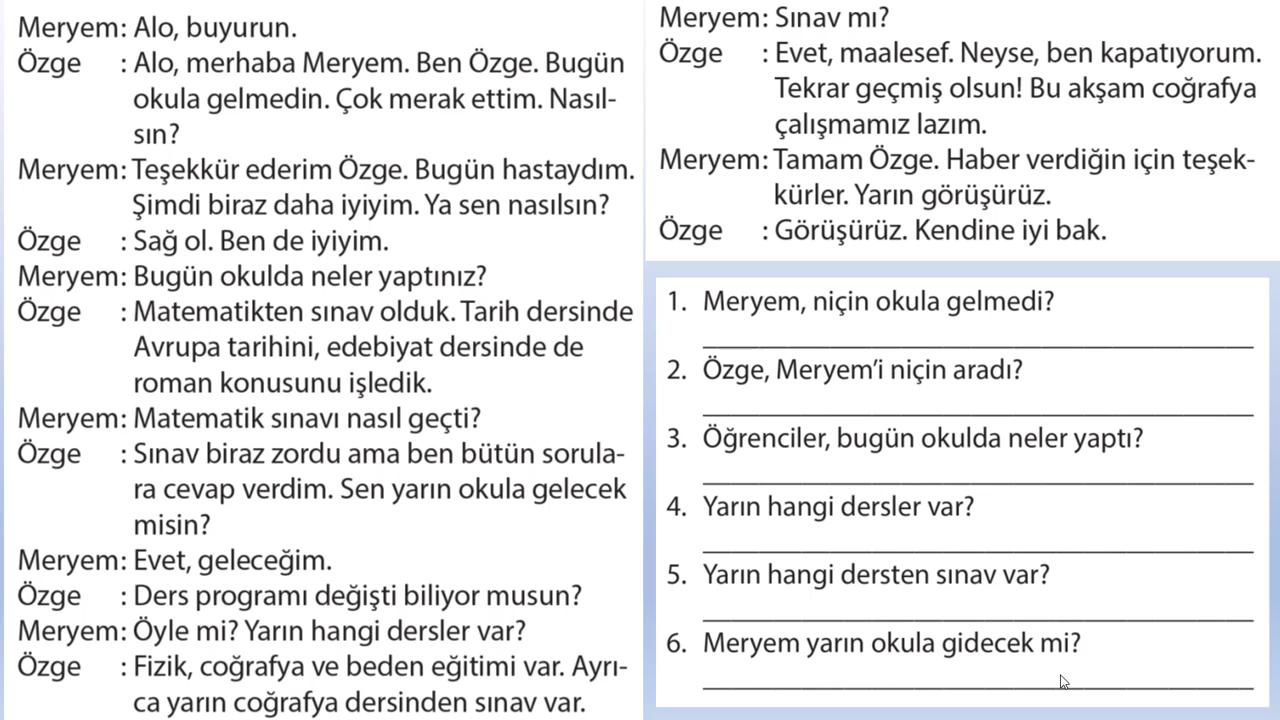 Meryem: Alo, buyurun.
Özge : Alo, merhaba Meryem. Ben Özge. Bugün
okula gelmedin. Çok merak ettim. Nasıl-
sın?
Meryem: Teşekkür ederim Özge. Bugün hastaydım.
Şimdi biraz daha iyiyim. Ya sen nasılsın?
Özge : Sağ ol. Ben de iyiyim.
Meryem: Bugün okulda neler yaptınız?
Özge : Matematikten sınav olduk. Tarih dersinde
Avrupa tarihini, edebiyat dersinde de
roman konusunu işledik.
Meryem: Matematik sınavı nasıl geçti?
Özge : Sınav biraz zordu ama ben bütün sorula-
ra cevap verdim. Sen yarın okula gelecek
misin?
Meryem: Evet, geleceğim.
Özge : Ders programı değişti biliyor musun?
Meryem: Öyle mi? Yarın hangi dersler var?
Özge : Fizik, coğrafya ve beden eğitimi var. Ayrı-
ca yarın coğrafya dersinden sınav var.
Meryem: Sınav mı?
Özge : Evet, maalesef. Neyse, ben kapatıyorum.
Tekrar geçmiş olsun! Bu akşam coğrafya
çalışmamız lazım.
Meryem: Tamam Özge. Haber verdiğin için teşek-
kürler. Yarın görüşürüz.
Özge : Görüşürüz. Kendine iyi bak.
1. Meryem, niçin okula gelmedi?
2. Özge, Meryem’i niçin aradı?
3. Öğrenciler, bugün okulda neler yaptı?
4. Yarın hangi dersler var?
5. Yarın hangi dersten sınav var?
6. Meryem yarın okula gidecek mi?